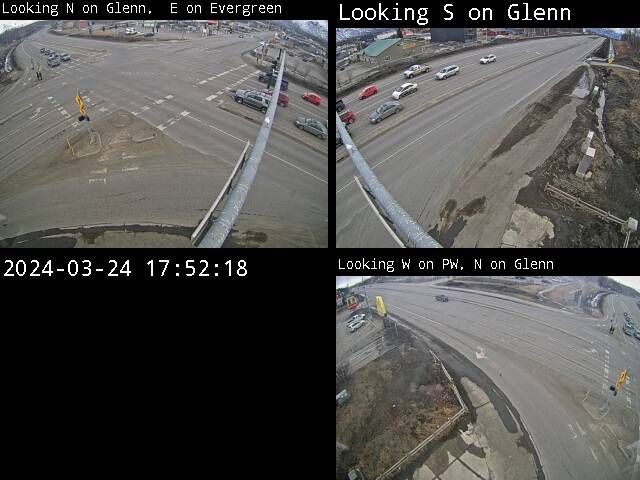 Looking N on Glenn,  E on Evergreen
Looking S on Glenn
2024-03-24 17:52:18
Looking W on PW, N on Glenn